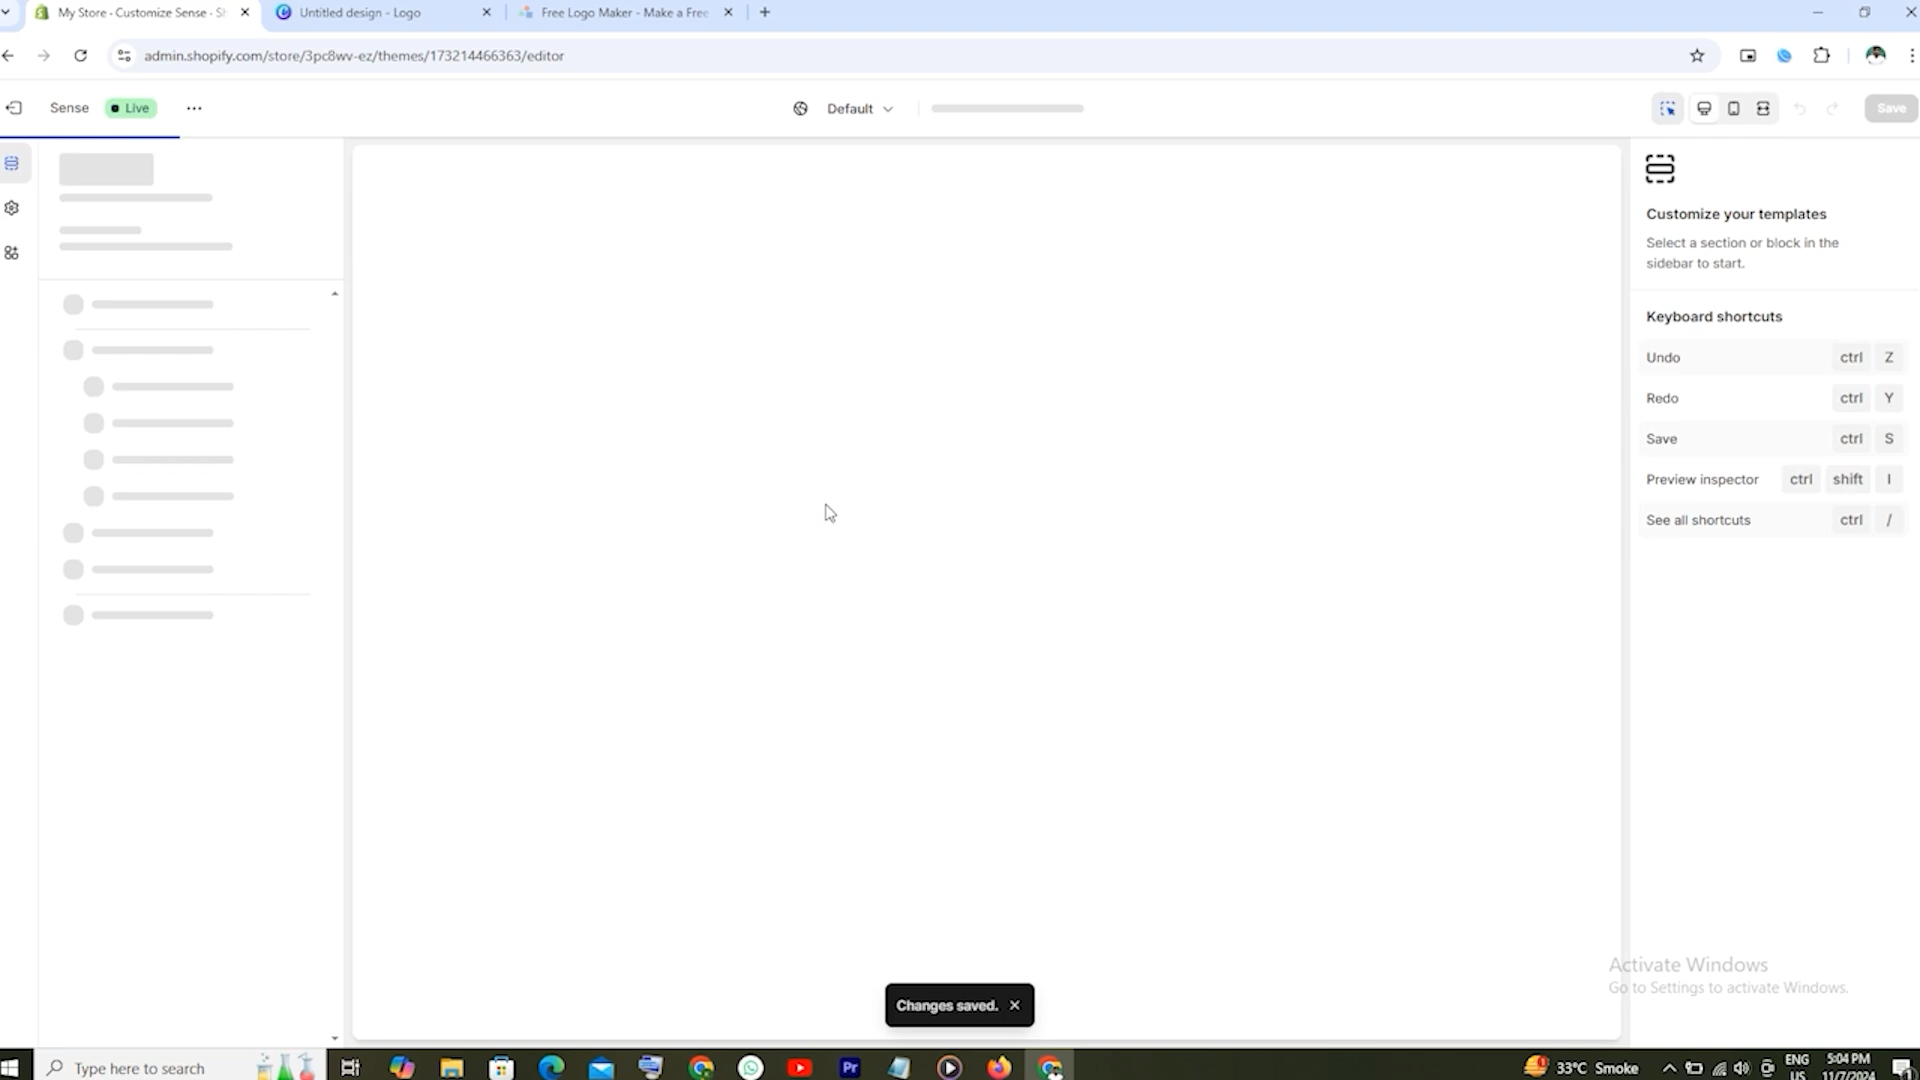 My Store - Customize Sense - Sh
Untitled design - Logo
Free Logo Maker - Make a Free
admin.shopify.com/store/3pc8wv-ez/themes/173214466363/editor
Sense
Live
Default
Save
Customize your templates
Select a section or block in the
sidebar to start.
Keyboard shortcuts
Undo ctrl Z
Redo ctrl Y
Save ctrl S
Preview inspector ctrl shift I
See all shortcuts ctrl /
Changes saved.
Activate Windows
Go to Settings to activate Windows.
Type here to search
Pr
33°C Smoke
ENG
US
5:04 PM
11/7/2024